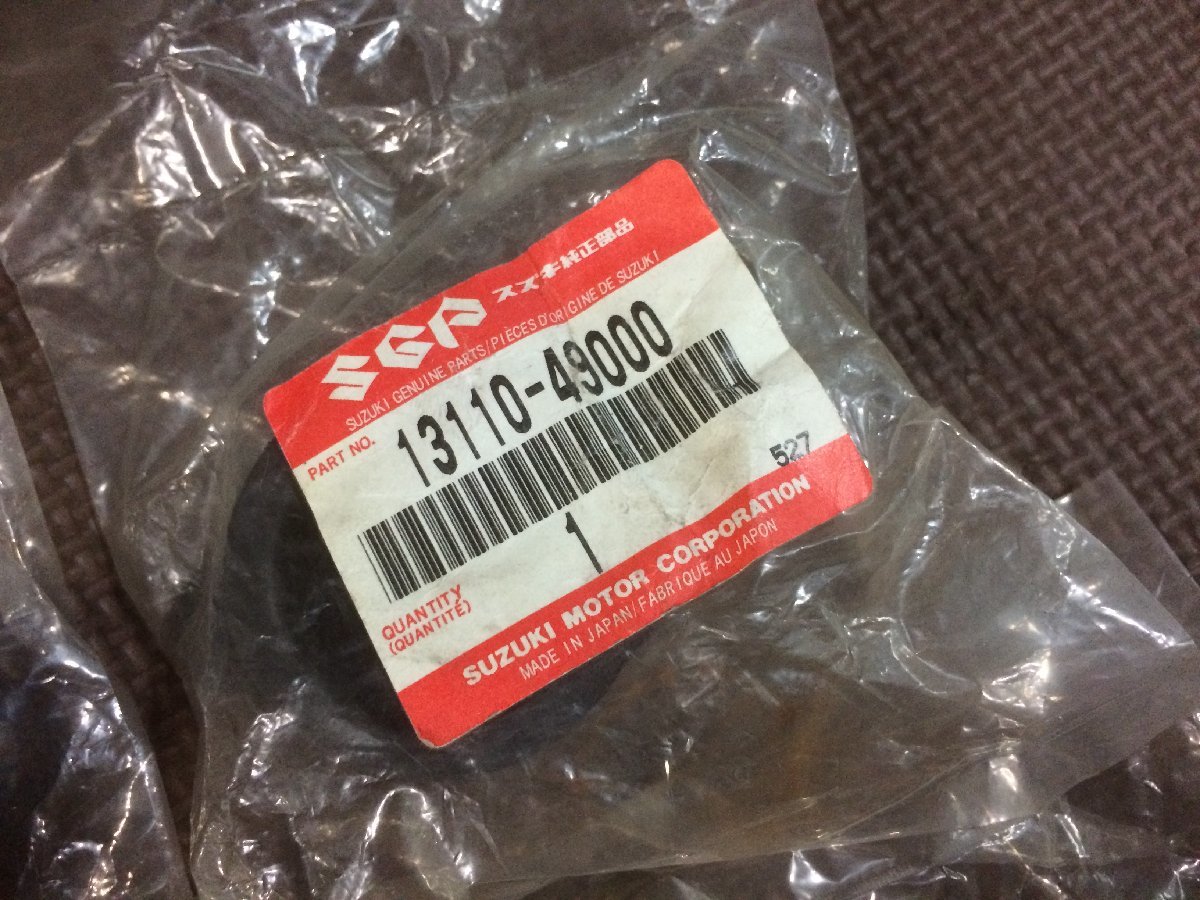 SGP スズキ純正部品
SUZUKI GENUINE PARTS/PIÈCES D'ORIGINE DE SUZUKI
PART NO. 13110-49000
527
1
QUANTITY
(QUANTITÉ)
SUZUKI MOTOR CORPORATION
MADE IN JAPAN/FABRIQUE AU JAPON